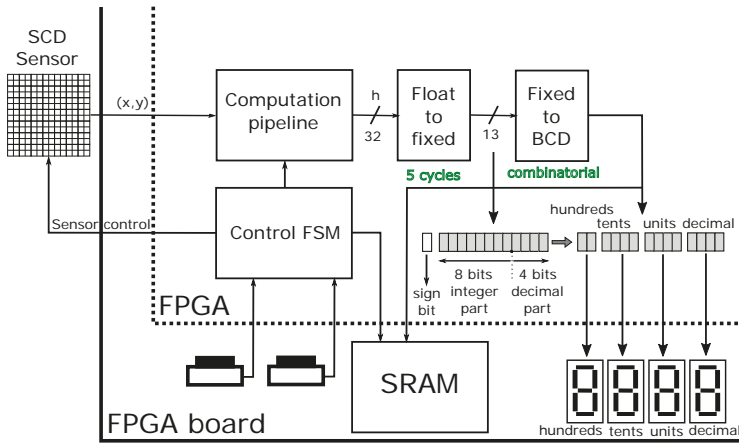 SCD
Sensor
(x,y)
Computation
pipeline
h
32
Float
to
fixed
13
Fixed
to
BCD
5 cycles
combinatorial
Sensor control
Control FSM
hundreds
tents
units
decimal
sign
bit
8 bits
integer
part
4 bits
decimal
part
FPGA
SRAM
FPGA board
hundreds
tents
units
decimal